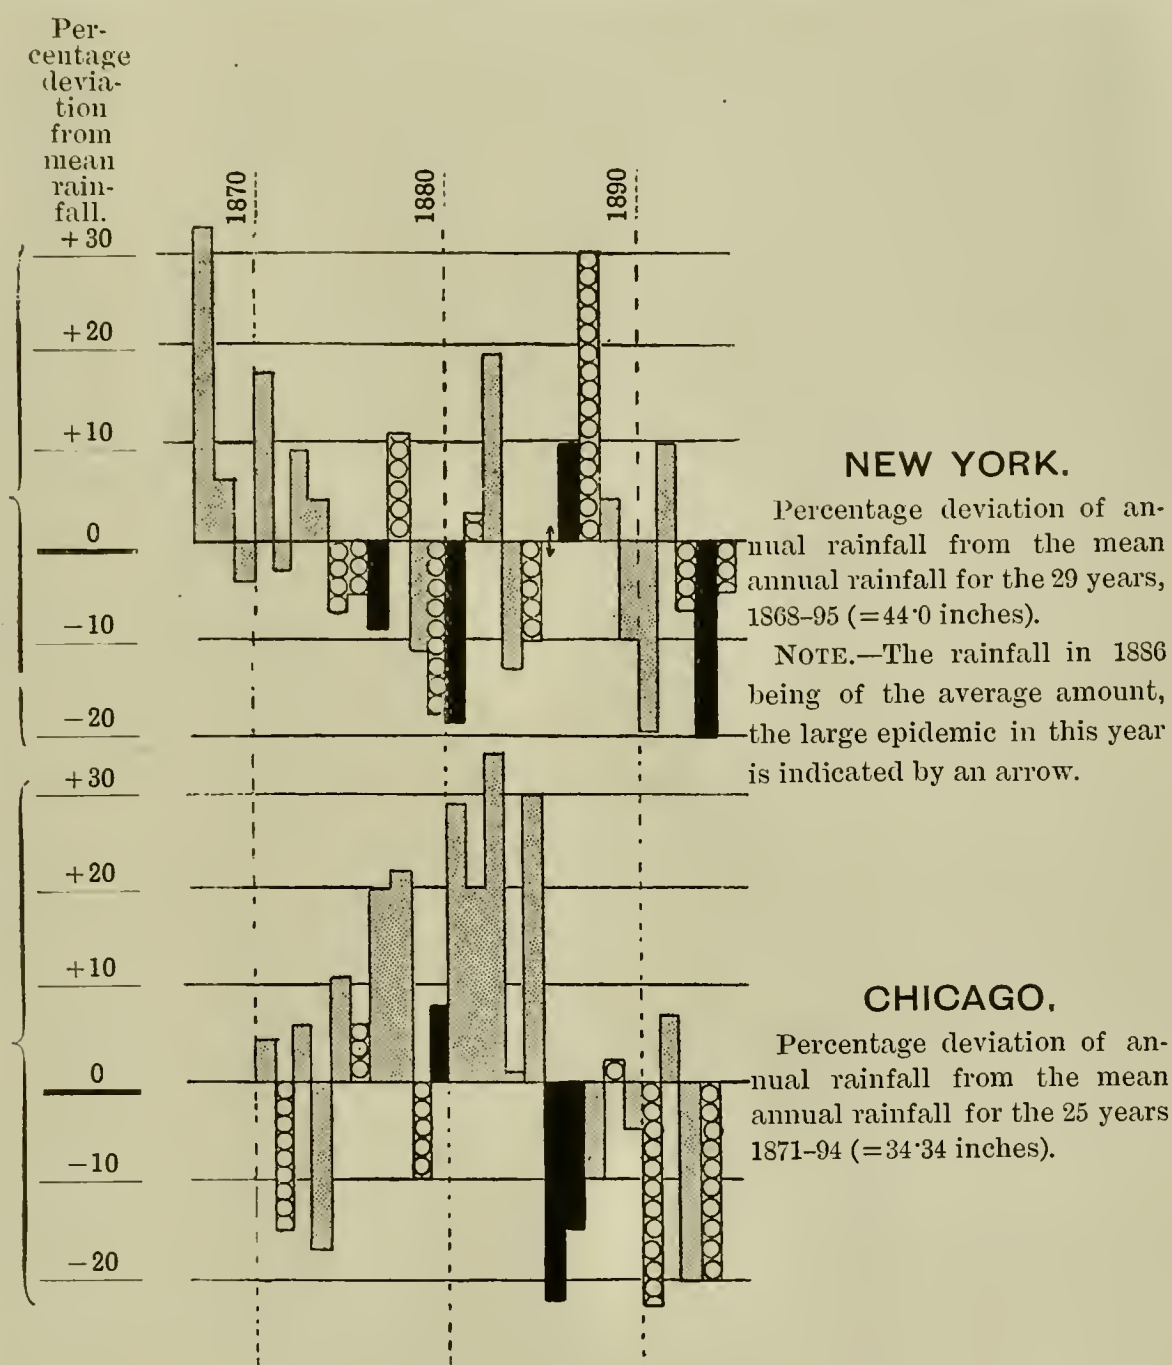 Per-
centage
devia-
tion
from
mean
rain-
fall.
1870
1880
1890
+30
+20
+10
0
−10
−20
NEW YORK.
Percentage deviation of an-
nual rainfall from the mean
annual rainfall for the 29 years,
1868–95 (=44·0 inches).
NOTE.—The rainfall in 1886
being of the average amount,
the large epidemic in this year
is indicated by an arrow.
+30
+20
+10
0
−10
−20
CHICAGO.
Percentage deviation of an-
nual rainfall from the mean
annual rainfall for the 25 years
1871–94 (=34·34 inches).